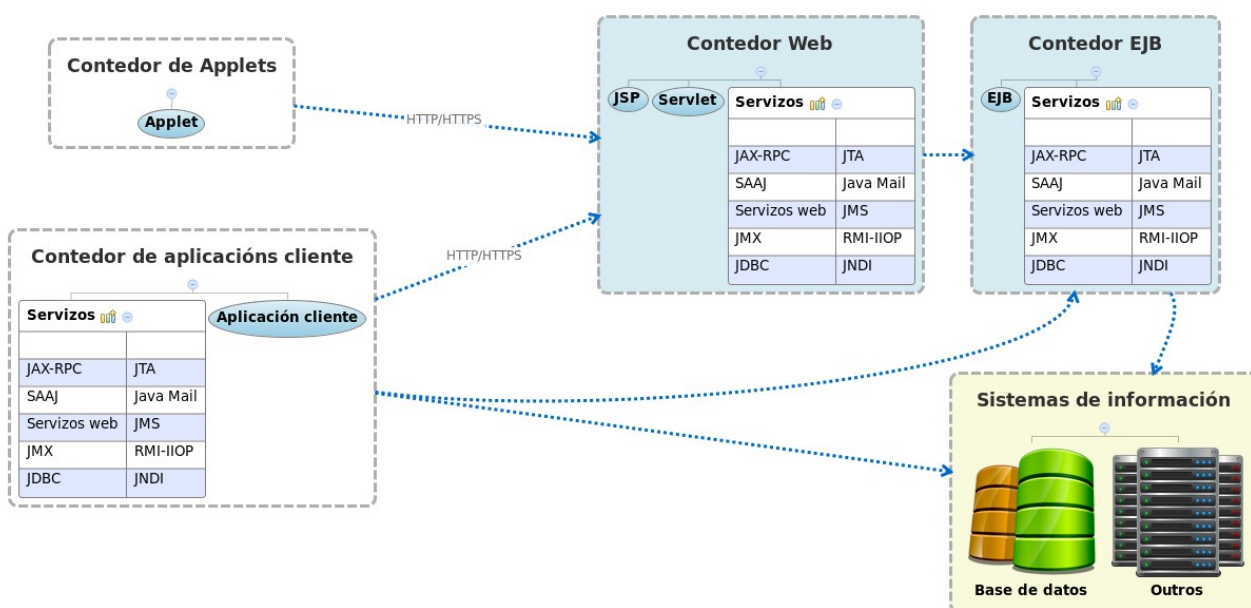 Contedor de Applets
Applet
HTTP/HTTPS
Contedor Web
JSP
Servlet
Servizos
JAX-RPC JTA
SAAJ Java Mail
Servizos web JMS
JMX RMI-IIOP
JDBC JNDI
Contedor EJB
EJB
Servizos
JAX-RPC JTA
SAAJ Java Mail
Servizos web JMS
JMX RMI-IIOP
JDBC JNDI
Contedor de aplicacións cliente
HTTP/HTTPS
Servizos
Aplicación cliente
JAX-RPC JTA
SAAJ Java Mail
Servizos web JMS
JMX RMI-IIOP
JDBC JNDI
Sistemas de información
Base de datos
Outros